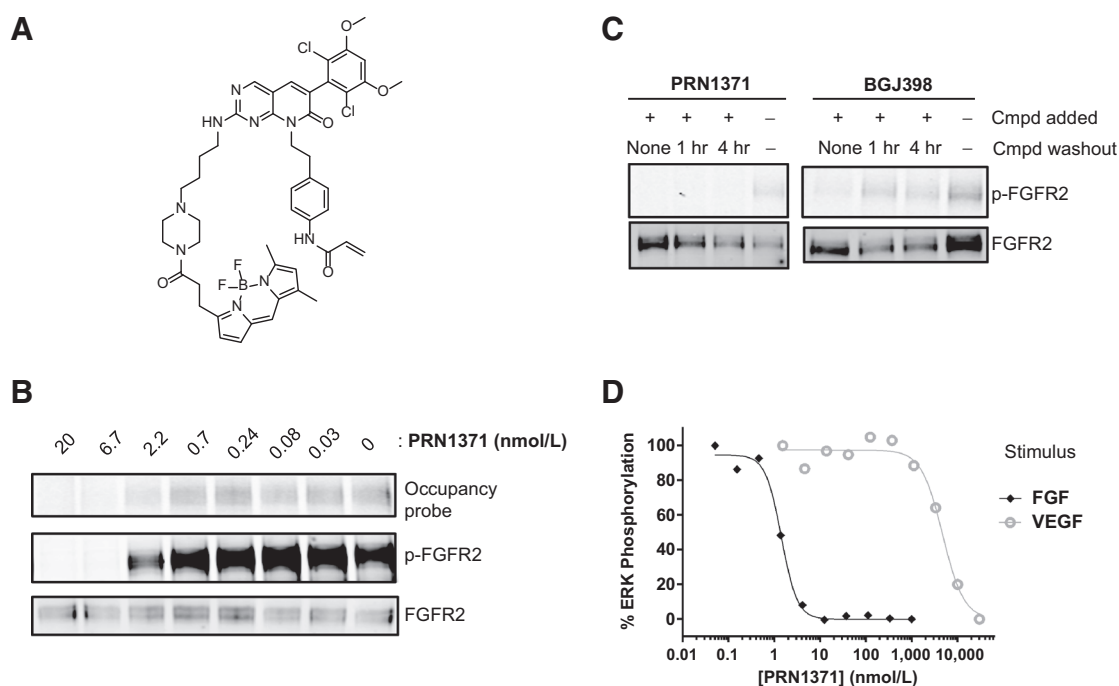 A
Cl
O
O
Cl
N
N
N
O
HN
N
N
HN
O
O
F
F
B
N
N
B
20 6.7 2.2 0.7 0.24 0.08 0.03 0 : PRN1371 (nmol/L)
Occupancy
probe
p-FGFR2
FGFR2
C
PRN1371 BGJ398
+ + + – + + + – Cmpd added
None 1 hr 4 hr – None 1 hr 4 hr – Cmpd washout
p-FGFR2
FGFR2
D
% ERK Phosphorylation
100
80
60
40
20
0
0.01 0.1 1 10 100 1,000 10,000
[PRN1371] (nmol/L)
Stimulus
FGF
VEGF